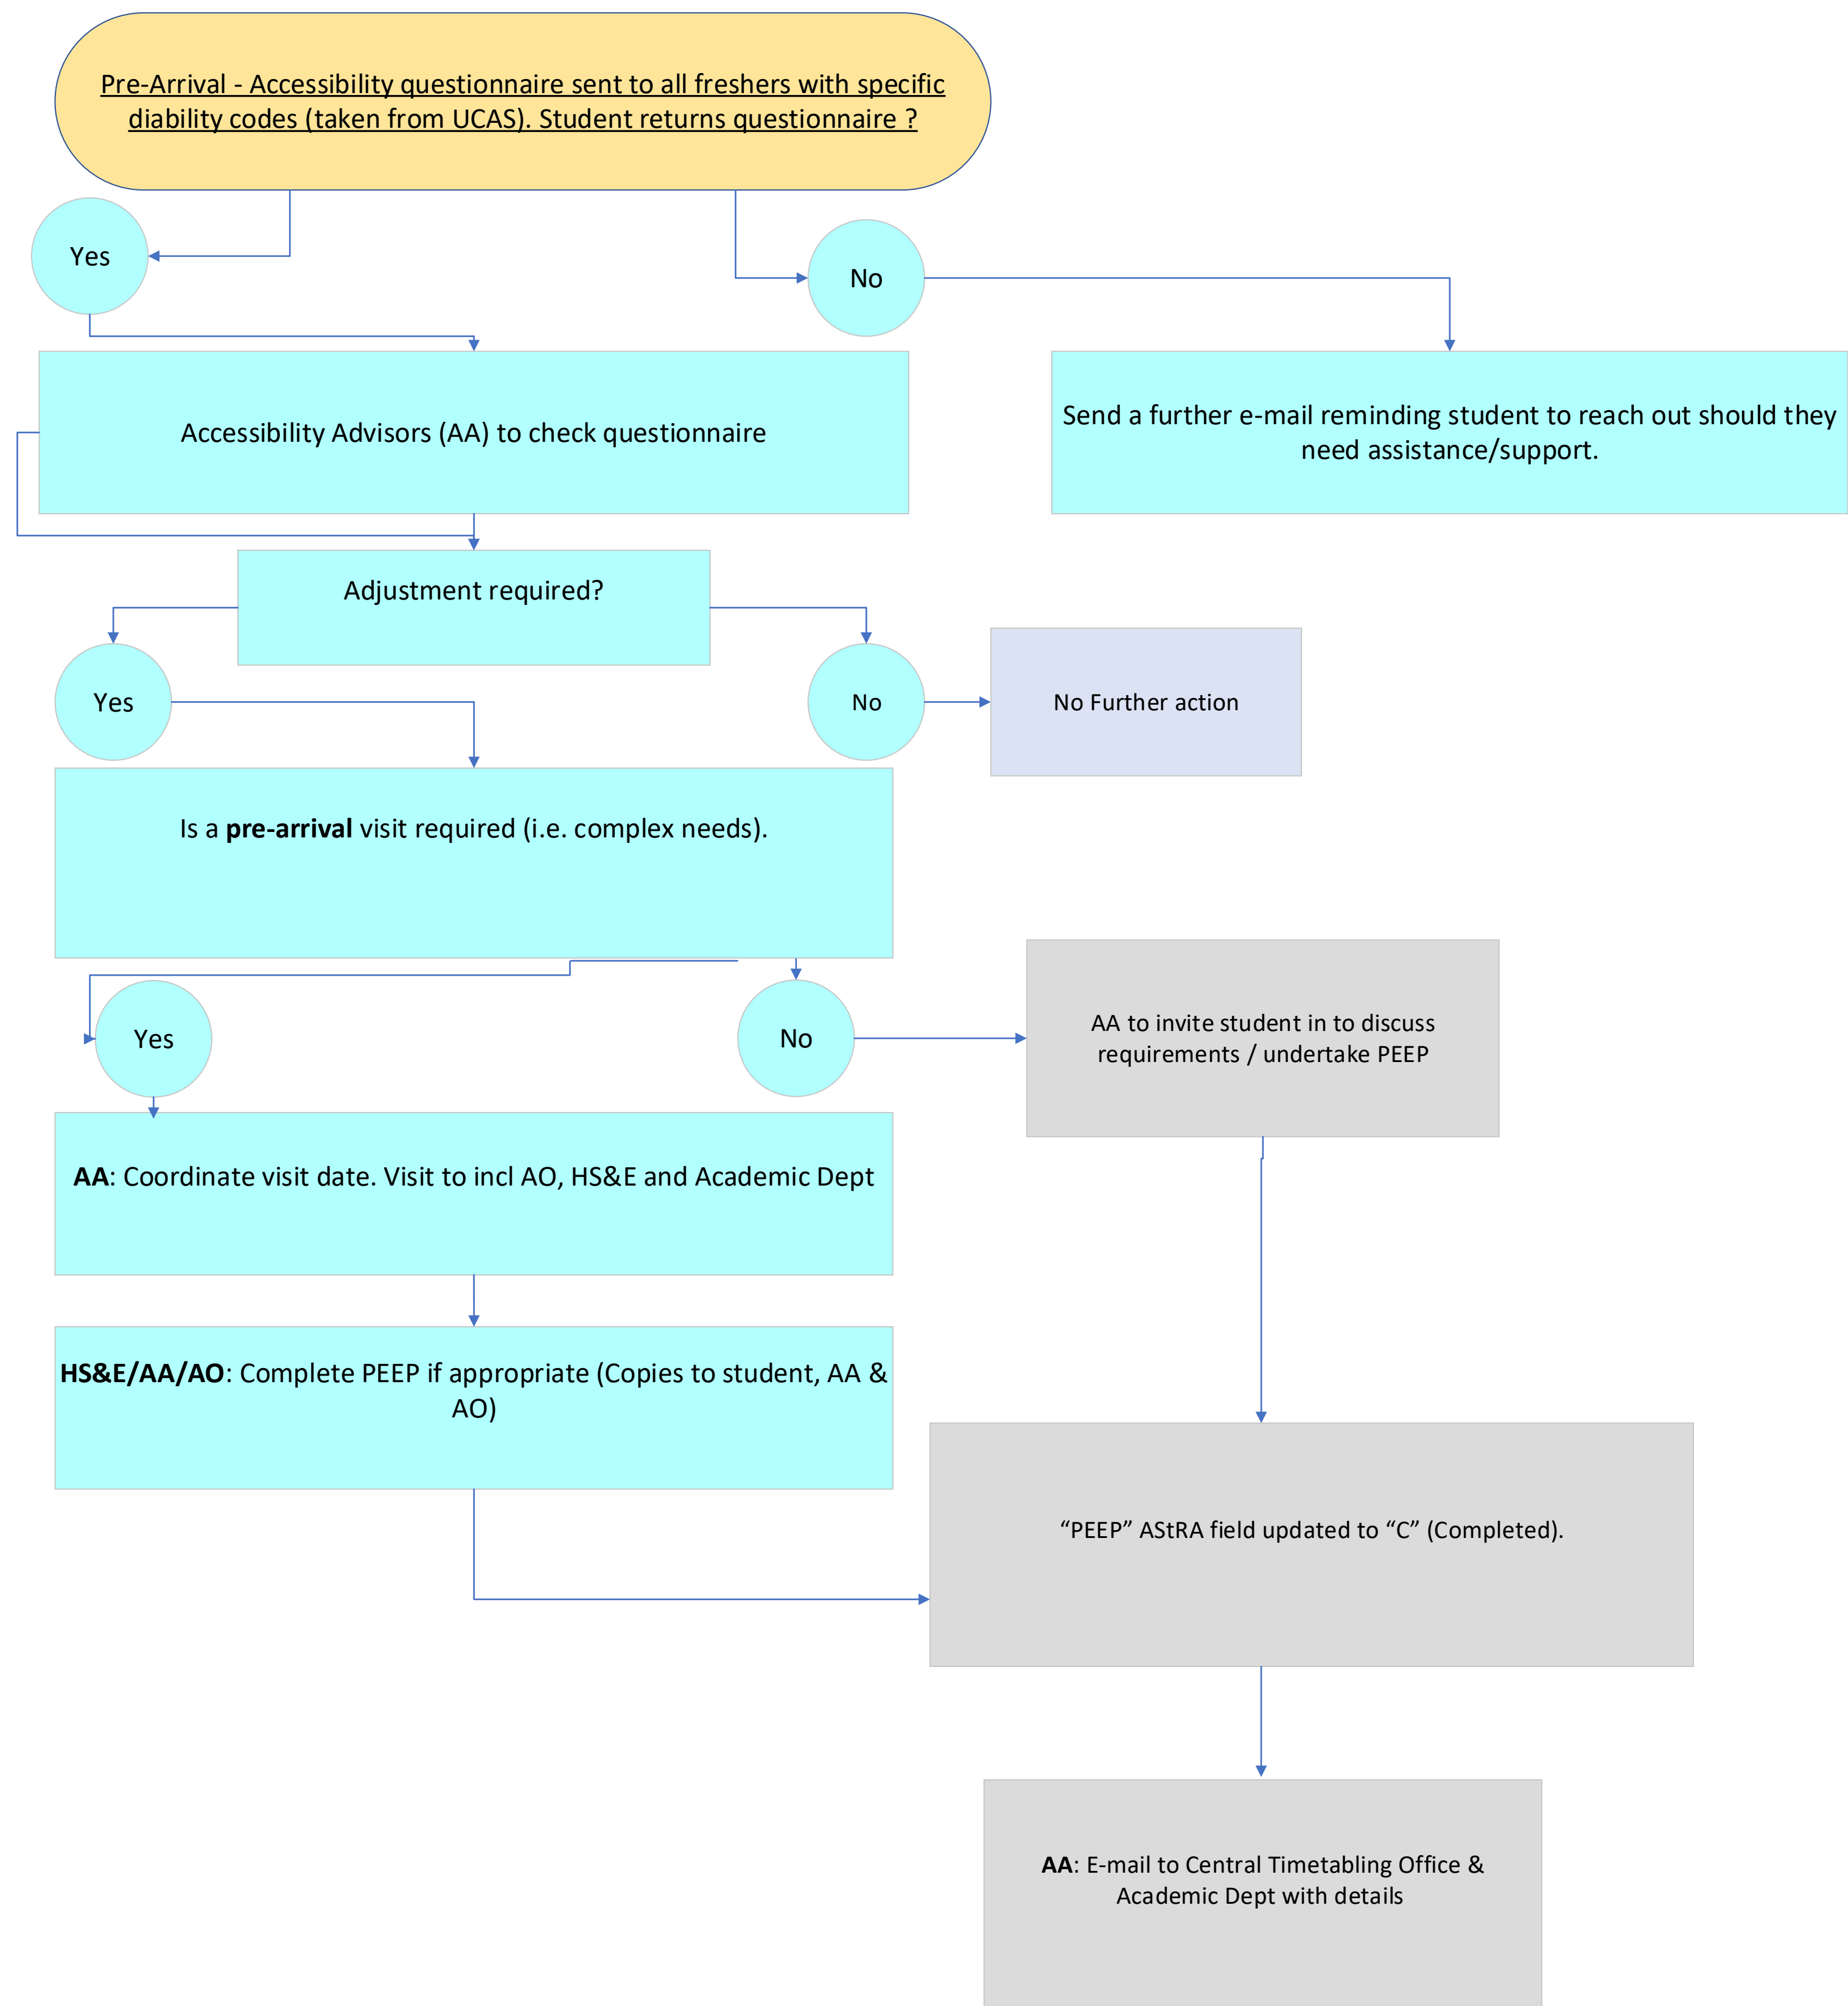 Pre-Arrival - Accessibility questionnaire sent to all freshers with specific
diability codes (taken from UCAS). Student returns questionnaire ?
Yes
No
Accessibility Advisors (AA) to check questionnaire
Send a further e-mail reminding student to reach out should they
need assistance/support.
Adjustment required?
Yes
No
No Further action
Is a pre-arrival visit required (i.e. complex needs).
Yes
No
AA to invite student in to discuss
requirements / undertake PEEP
AA: Coordinate visit date. Visit to incl AO, HS&E and Academic Dept
HS&E/AA/AO: Complete PEEP if appropriate (Copies to student, AA &
AO)
“PEEP” AStRA field updated to “C” (Completed).
AA: E-mail to Central Timetabling Office &
Academic Dept with details